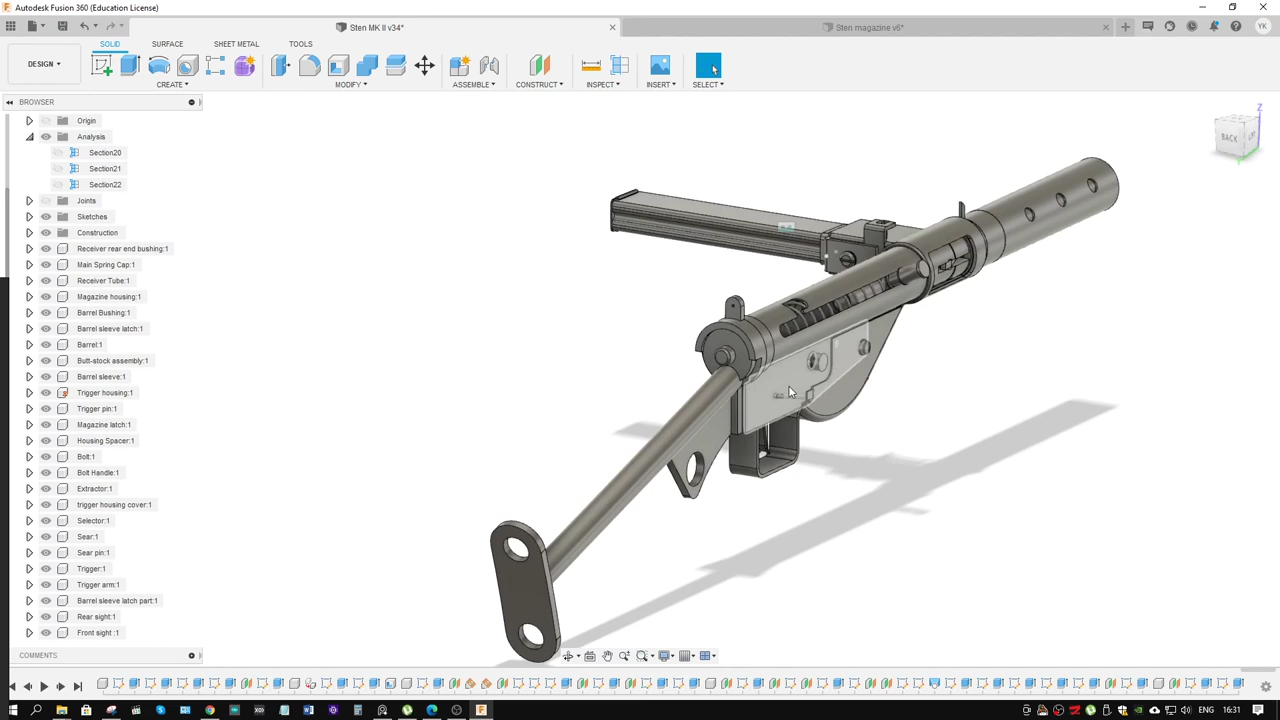 Autodesk Fusion 360 (Education License)
Sten MK II v34*
Sten magazine v6*
YK
SOLID
SURFACE
SHEET METAL
TOOLS
DESIGN
CREATE
MODIFY
ASSEMBLE
CONSTRUCT
INSPECT
INSERT
SELECT
BROWSER
Origin
Analysis
Section20
Section21
Section22
Joints
Sketches
Construction
Receiver rear end bushing:1
Main Spring Cap:1
Receiver Tube:1
Magazine housing:1
Barrel Bushing:1
Barrel sleeve latch:1
Barrel:1
Butt-stock assembly:1
Barrel sleeve:1
Trigger housing:1
Trigger pin:1
Magazine latch:1
Housing Spacer:1
Bolt:1
Bolt Handle:1
Extractor:1
trigger housing cover:1
Selector:1
Sear:1
Sear pin:1
Trigger:1
Trigger arm:1
Barrel sleeve latch part:1
Rear sight:1
Front sight :1
COMMENTS
Z
BACK
ENG
16:31